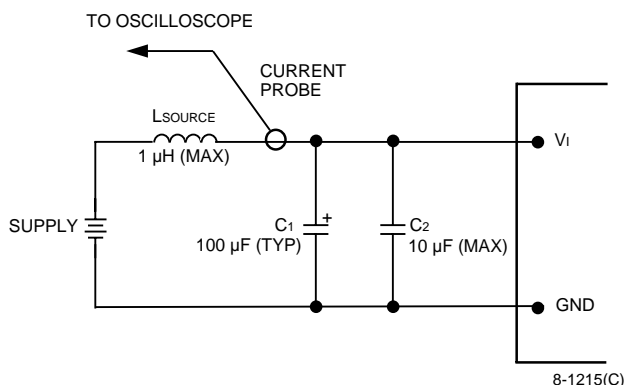 TO OSCILLOSCOPE
CURRENT
PROBE
LSOURCE
1 µH (MAX)
VI
SUPPLY
C1
100 µF (TYP)
+
C2
10 µF (MAX)
GND
8-1215(C)